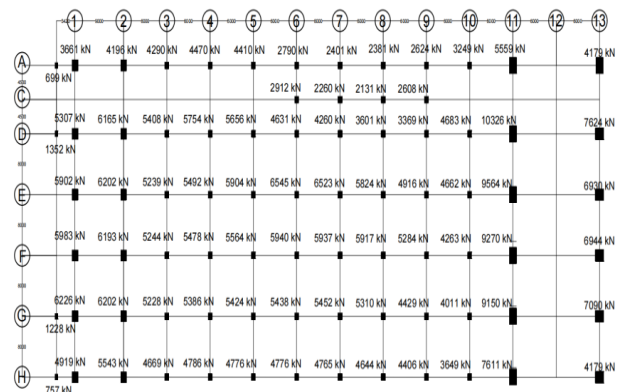 1 2 3 4 5 6 7 8 9 10 11 12 13
A 3661 kN 4196 kN 4290 kN 4470 kN 4410 kN 2790 kN 2401 kN 2381 kN 2624 kN 3249 kN 5559 kN 4179 kN
699 kN
C 2912 kN 2260 kN 2131 kN 2608 kN
D 5307 kN 6165 kN 5408 kN 5754 kN 5656 kN 4631 kN 4260 kN 3601 kN 3369 kN 4683 kN 10326 kN 7624 kN
1352 kN
E 5902 kN 6202 kN 5239 kN 5492 kN 5904 kN 6545 kN 6523 kN 5824 kN 4916 kN 4662 kN 9564 kN 6930 kN
F 5983 kN 6193 kN 5244 kN 5478 kN 5564 kN 5940 kN 5937 kN 5917 kN 5284 kN 4263 kN 9270 kN 6944 kN
G 6226 kN 6202 kN 5228 kN 5386 kN 5424 kN 5438 kN 5452 kN 5310 kN 4429 kN 4011 kN 9150 kN 7090 kN
1228 kN
H 4919 kN 5543 kN 4669 kN 4786 kN 4776 kN 4776 kN 4765 kN 4644 kN 4406 kN 3649 kN 7611 kN 4179 kN
757 kN